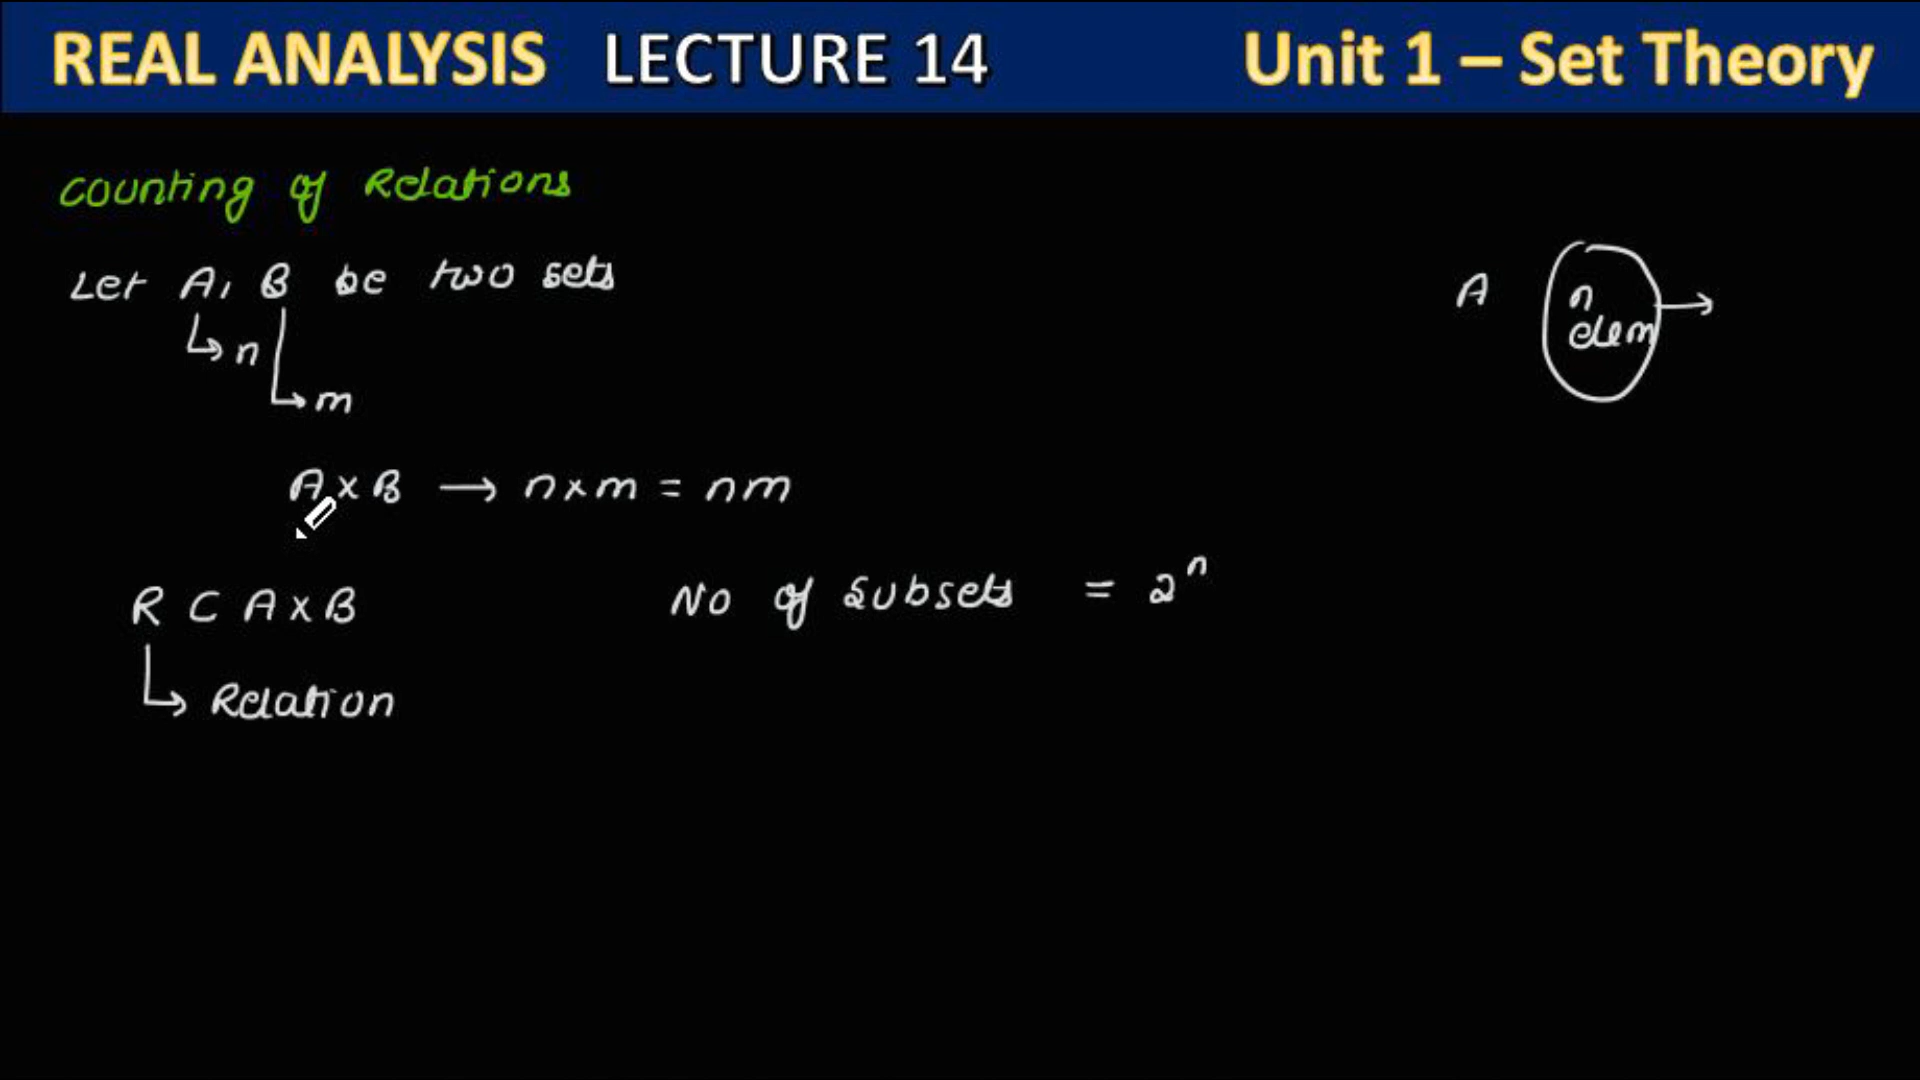 REAL ANALYSIS LECTURE 14 Unit 1 – Set Theory
Counting of Relations
Let A, B be two sets
n
m
A n elem
A × B → n × m = nm
R ⊂ A × B
No of Subsets = 2ⁿ
Relation